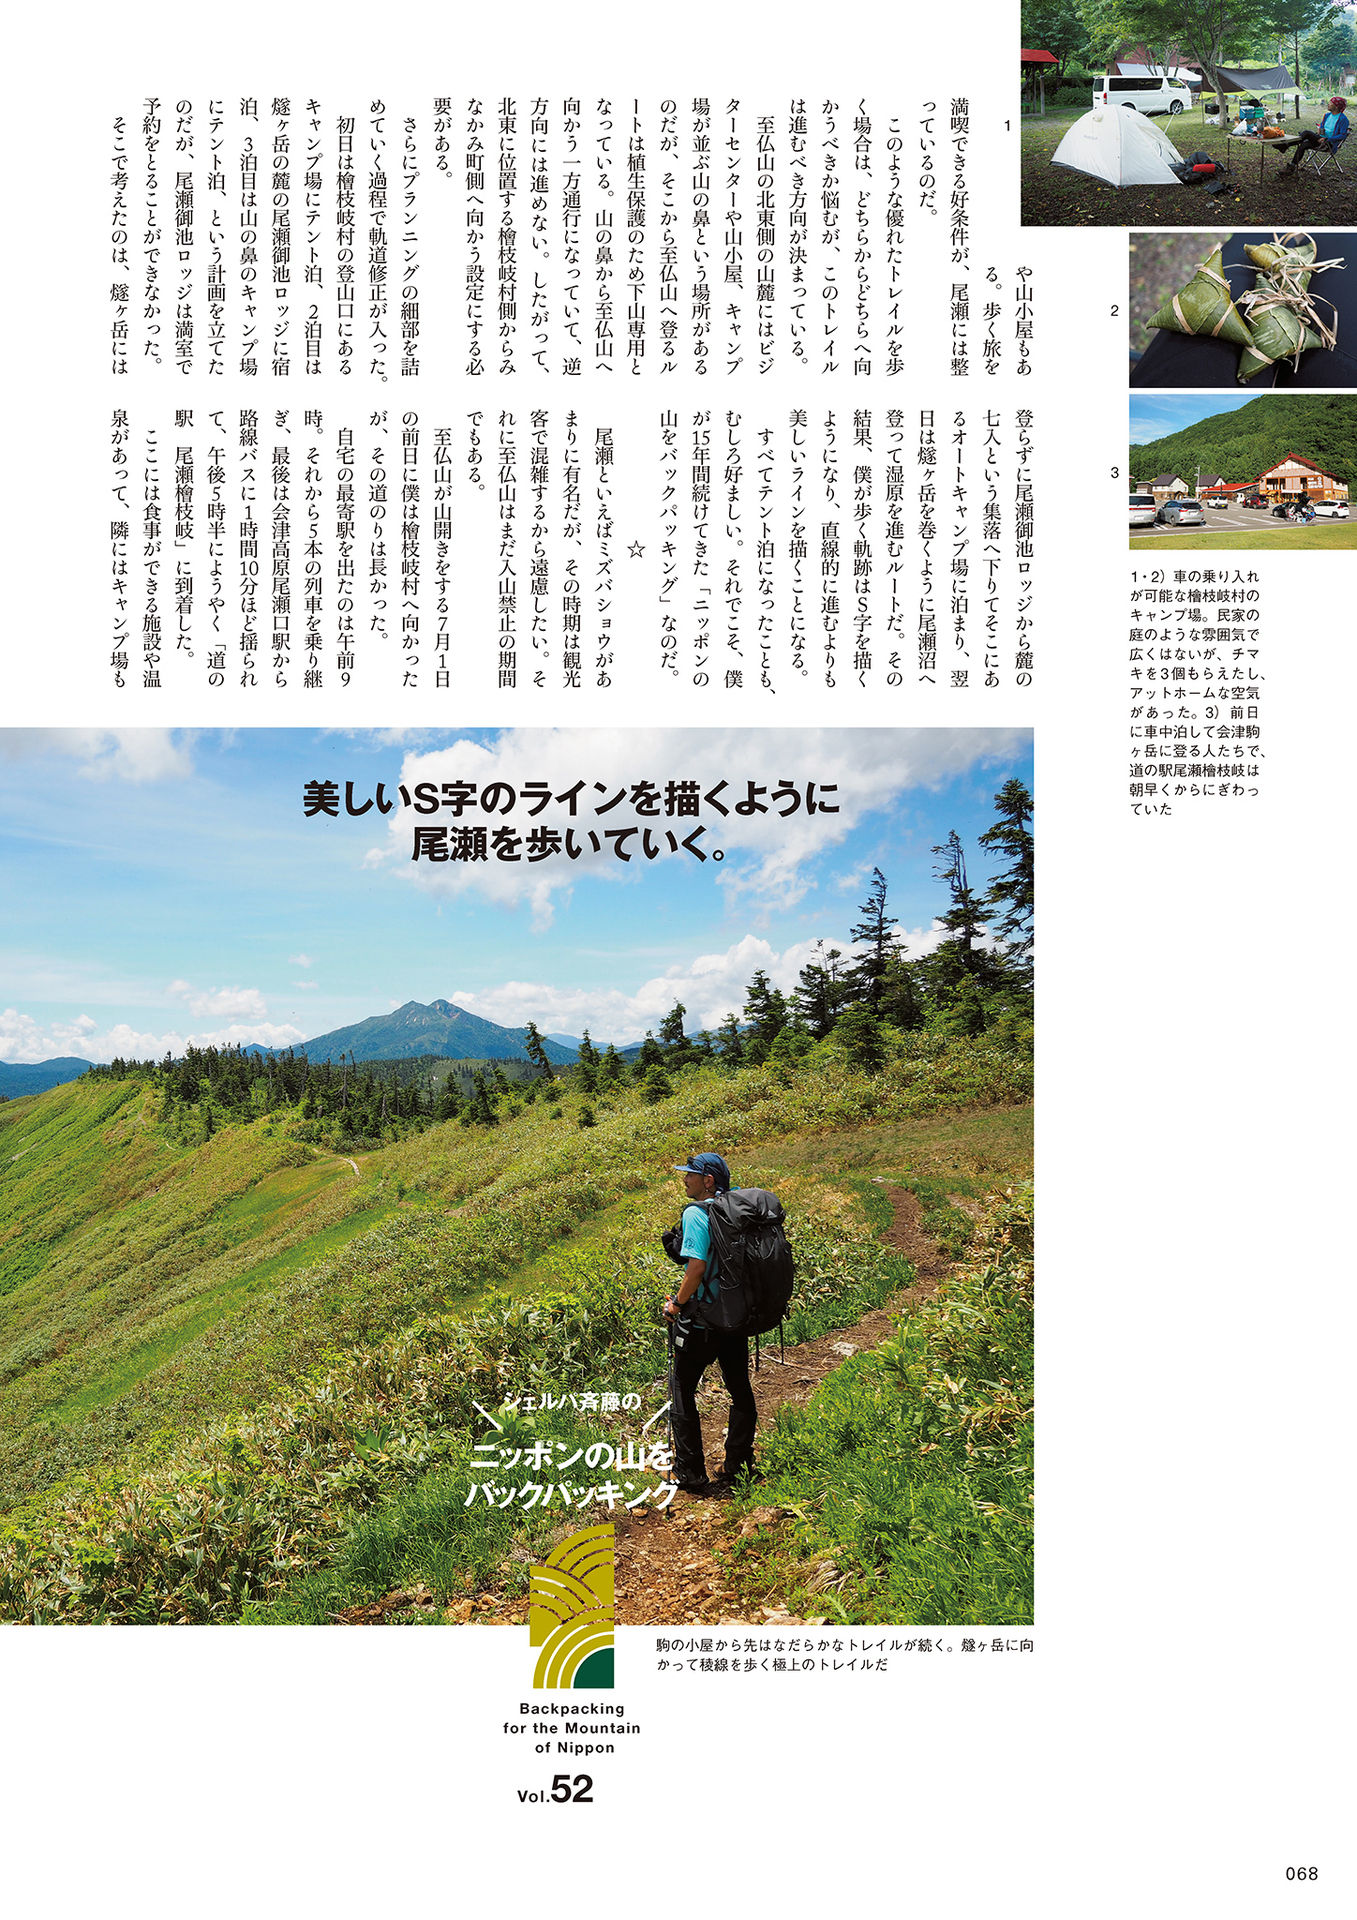 や山小屋もあ
る。歩く旅を
満喫できる好条件が、尾瀬には整
っているのだ。
このような優れたトレイルを歩
く場合は、どちらからどちらへ向
かうべきか悩むが、このトレイル
は進むべき方向が決まっている。
至仏山の北東側の山麓にはビジ
ターセンターや山小屋、キャンプ
場が並ぶ山の鼻という場所がある
のだが、そこから至仏山へ登るル
ートは植生保護のため下山専用と
なっている。山の鼻から至仏山へ
向かう一方通行になっていて、逆
方向には進めない。したがって、
北東に位置する檜枝岐村側からみ
なかみ町側へ向かう設定にする必
要がある。
さらにプランニングの細部を詰
めていく過程で軌道修正が入った。
初日は檜枝岐村の登山口にある
キャンプ場にテント泊、2泊目は
燧ヶ岳の麓の尾瀬御池ロッジに宿
泊、3泊目は山の鼻のキャンプ場
にテント泊、という計画を立てた
のだが、尾瀬御池ロッジは満室で
予約をとることができなかった。
そこで考えたのは、燧ヶ岳には
登らずに尾瀬御池ロッジから麓の
七入という集落へ下りてそこにあ
るオートキャンプ場に泊まり、翌
日は燧ヶ岳を巻くように尾瀬沼へ
登って湿原を進むルートだ。その
結果、僕が歩く軌跡はS字を描く
ようになり、直線的に進むよりも
美しいラインを描くことになる。
すべてテント泊になったことも、
むしろ好ましい。それでこそ、僕
が15年間続けてきた「ニッポンの
山をバックパッキング」なのだ。
☆
尾瀬といえばミズバショウがあ
まりに有名だが、その時期は観光
客で混雑するから遠慮したい。そ
れに至仏山はまだ入山禁止の期間
でもある。
至仏山が山開きをする7月1日
の前日に僕は檜枝岐村へ向かった
が、その道のりは長かった。
自宅の最寄駅を出たのは午前9
時。それから5本の列車を乗り継
ぎ、最後は会津高原尾瀬口駅から
路線バスに1時間10分ほど揺られ
て、午後5時半にようやく「道の
駅 尾瀬檜枝岐」に到着した。
ここには食事ができる施設や温
泉があって、隣にはキャンプ場も
1
2
3
1・2）車の乗り入れ
が可能な檜枝岐村の
キャンプ場。民家の
庭のような雰囲気で
広くはないが、チマ
キを3個もらえたし、
アットホームな空気
があった。3）前日
に車中泊して会津駒
ヶ岳に登る人たちで、
道の駅尾瀬檜枝岐は
朝早くからにぎわっ
ていた
美しいS字のラインを描くように
尾瀬を歩いていく。
シェルパ斉藤の
ニッポンの山を
バックパッキング
駒の小屋から先はなだらかなトレイルが続く。燧ヶ岳に向
かって稜線を歩く極上のトレイルだ
Backpacking
for the Mountain
of Nippon
Vol.52
068